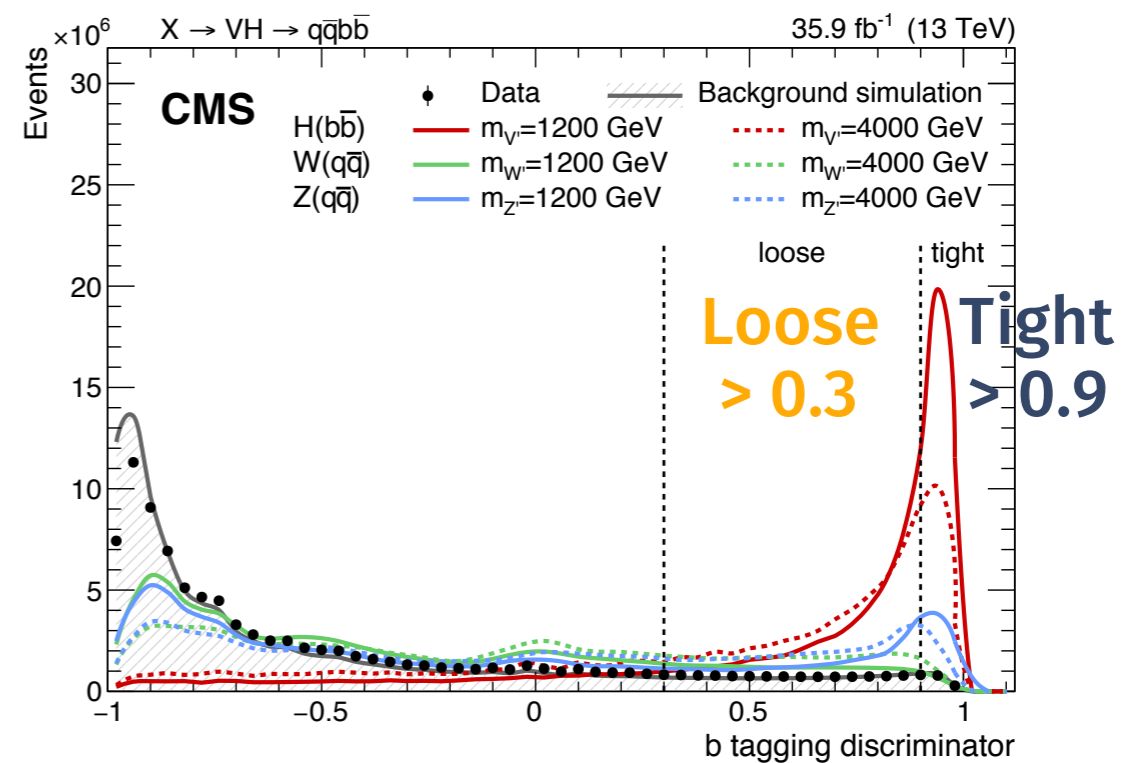 ×10⁶ X → VH → qq̅bb̅ 35.9 fb⁻¹ (13 TeV)
Events
CMS
Data Background simulation
H(bb̅) m_V'=1200 GeV m_V'=4000 GeV
W(qq̅) m_W'=1200 GeV m_W'=4000 GeV
Z(qq̅) m_Z'=1200 GeV m_Z'=4000 GeV
loose tight
Loose
> 0.3
Tight
> 0.9
30
25
20
15
10
5
0
−1 −0.5 0 0.5 1
b tagging discriminator